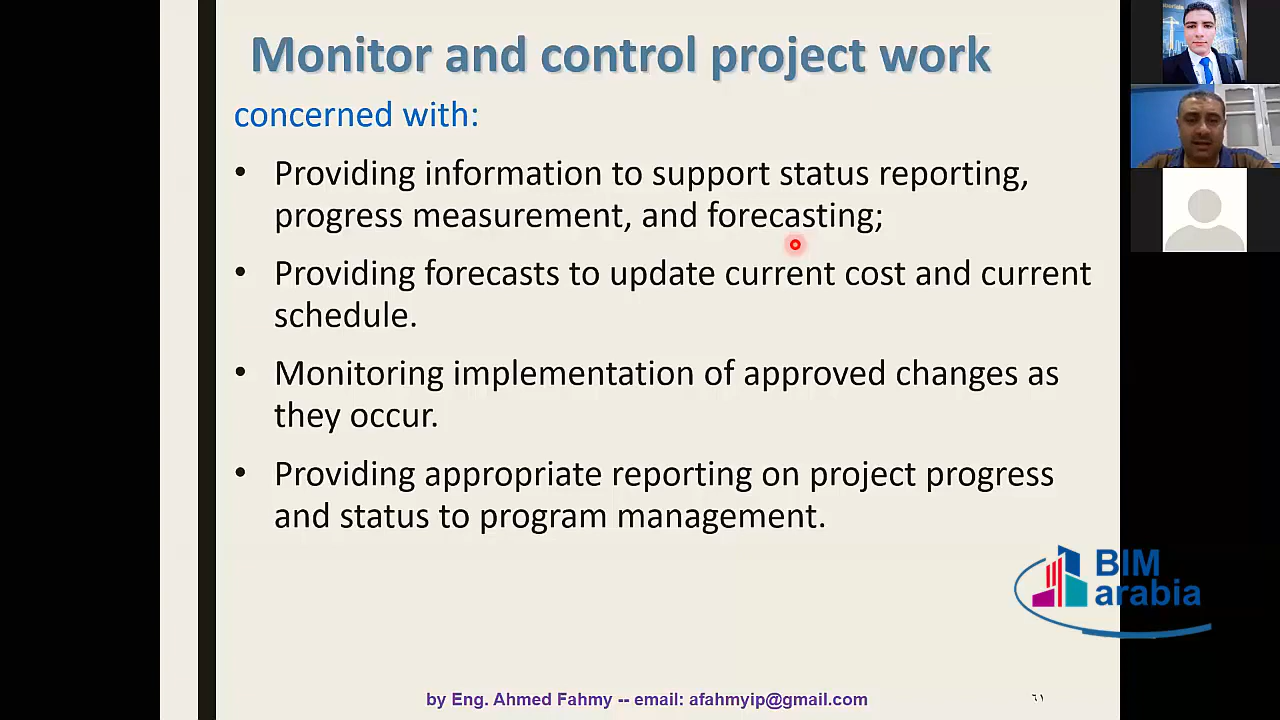 Monitor and control project work
concerned with:
• Providing information to support status reporting,
progress measurement, and forecasting;
• Providing forecasts to update current cost and current
schedule.
• Monitoring implementation of approved changes as
they occur.
• Providing appropriate reporting on project progress
and status to program management.
BIM
arabia
by Eng. Ahmed Fahmy -- email: afahmyip@gmail.com
٦١